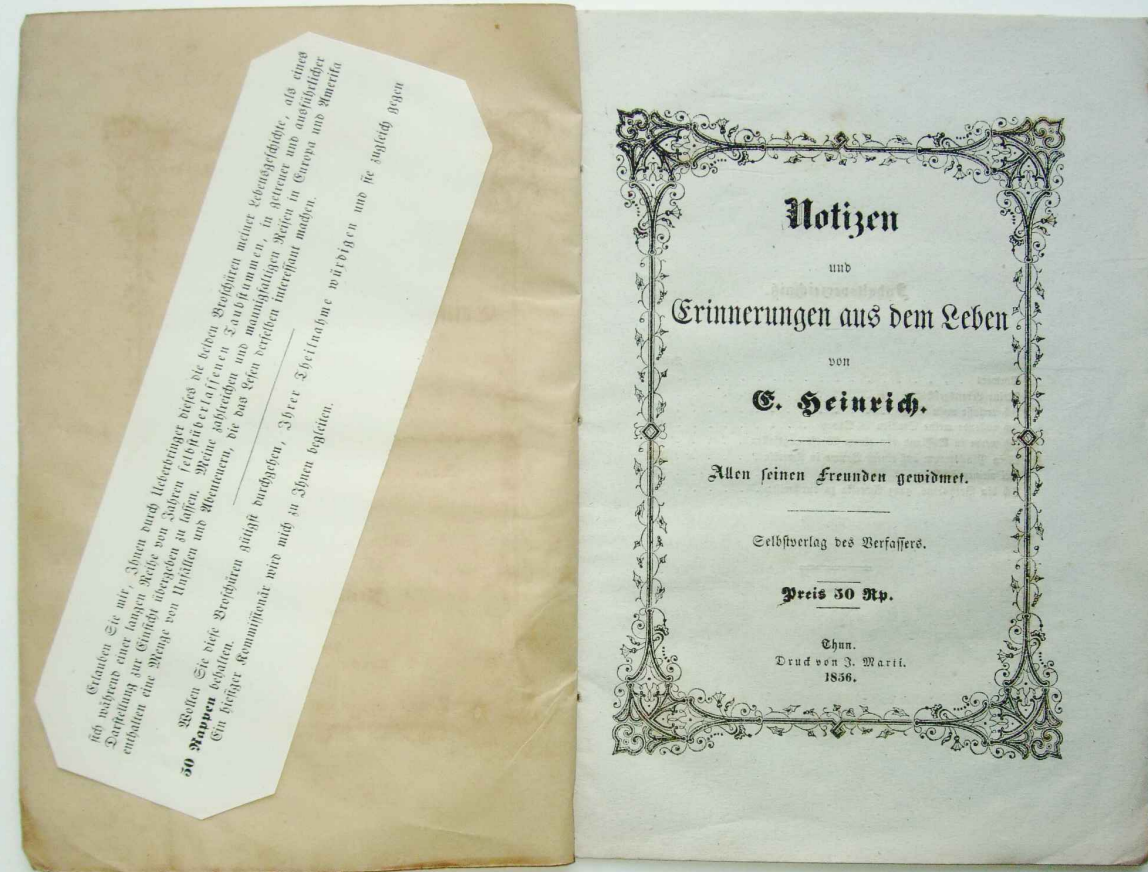 Erlauben Sie mir, Ihnen durch Ueberbringer dieses die beiden Broschüren meiner Lebensgeschichte, als eines
sich während einer langen Reihe von Jahren selbstüberlassenen Taubstummen, in getreuer und ausführlicher
Darstellung zur Einsicht übergeben zu lassen. Meine zahlreichen und mannigfaltigen Reisen in Europa und Amerika
enthalten eine Menge von Unfällen und Abenteuern, die das Lesen derselben interessant machen.
Wollen Sie diese Broschüren gütigst durchgehen, Ihrer Theilnahme würdigen und sie zugleich gegen
50 Rappen behalten.
Ein hiesiger Kommissionär wird mich zu Ihnen begleiten.
Notizen
und
Erinnerungen aus dem Leben
von
E. Heinrich.
Allen seinen Freunden gewidmet.
Selbstverlag des Verfassers.
Preis 50 Rp.
Thun.
Druck von J. Marti.
1856.